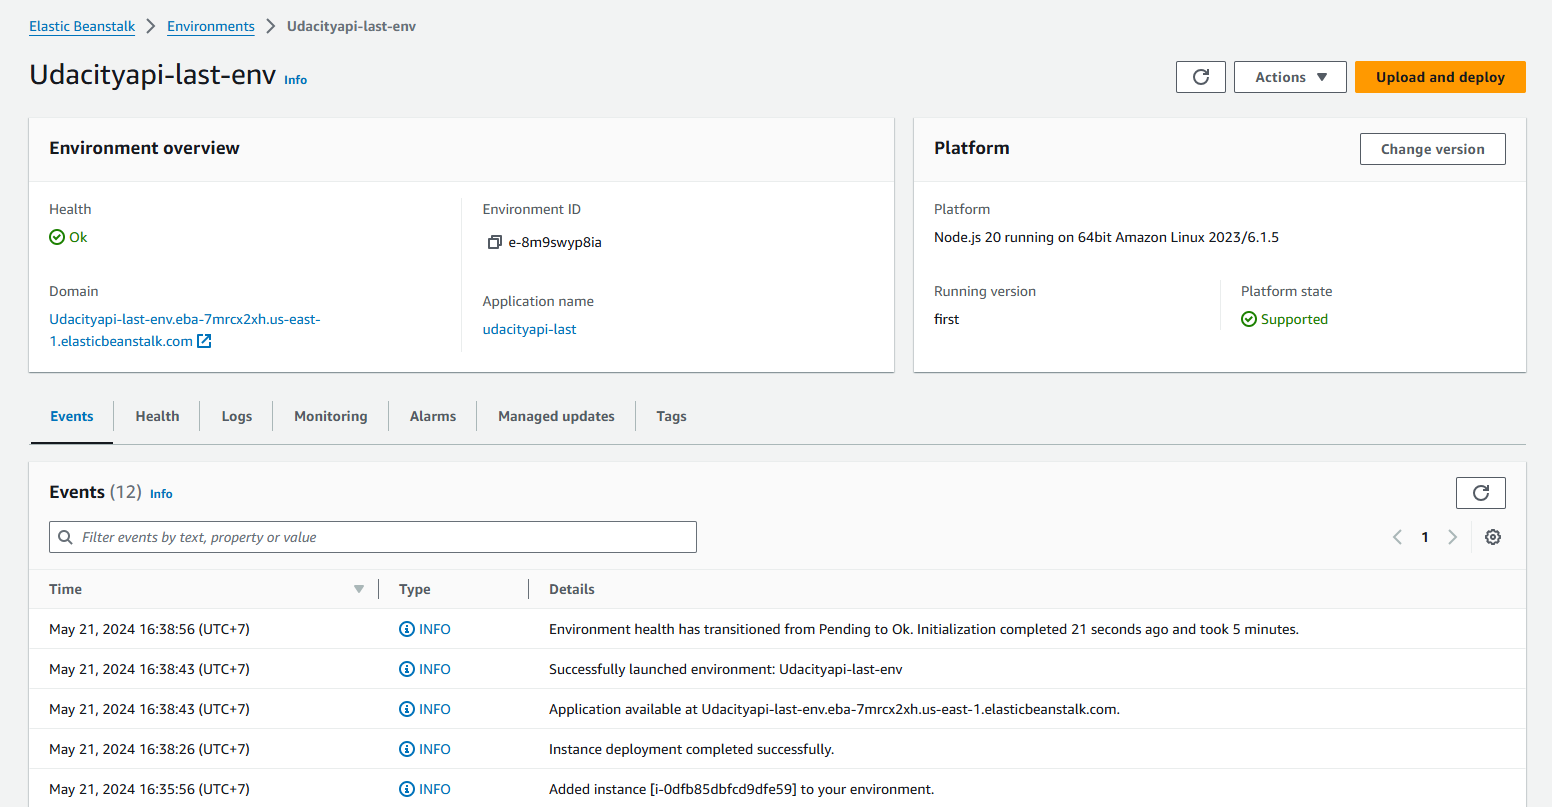 Elastic Beanstalk > Environments > Udacityapi-last-env
Udacityapi-last-env Info
Actions ▼
Upload and deploy
Environment overview
Health
Ok
Domain
Udacityapi-last-env.eba-7mrcx2xh.us-east-
1.elasticbeanstalk.com
Environment ID
e-8m9swyp8ia
Application name
udacityapi-last
Platform
Change version
Platform
Node.js 20 running on 64bit Amazon Linux 2023/6.1.5
Running version
first
Platform state
Supported
Events Health Logs Monitoring Alarms Managed updates Tags
Events (12) Info
Filter events by text, property or value
1
Time Type Details
May 21, 2024 16:38:56 (UTC+7) INFO Environment health has transitioned from Pending to Ok. Initialization completed 21 seconds ago and took 5 minutes.
May 21, 2024 16:38:43 (UTC+7) INFO Successfully launched environment: Udacityapi-last-env
May 21, 2024 16:38:43 (UTC+7) INFO Application available at Udacityapi-last-env.eba-7mrcx2xh.us-east-1.elasticbeanstalk.com.
May 21, 2024 16:38:26 (UTC+7) INFO Instance deployment completed successfully.
May 21, 2024 16:35:56 (UTC+7) INFO Added instance [i-0dfb85dbfcd9dfe59] to your environment.